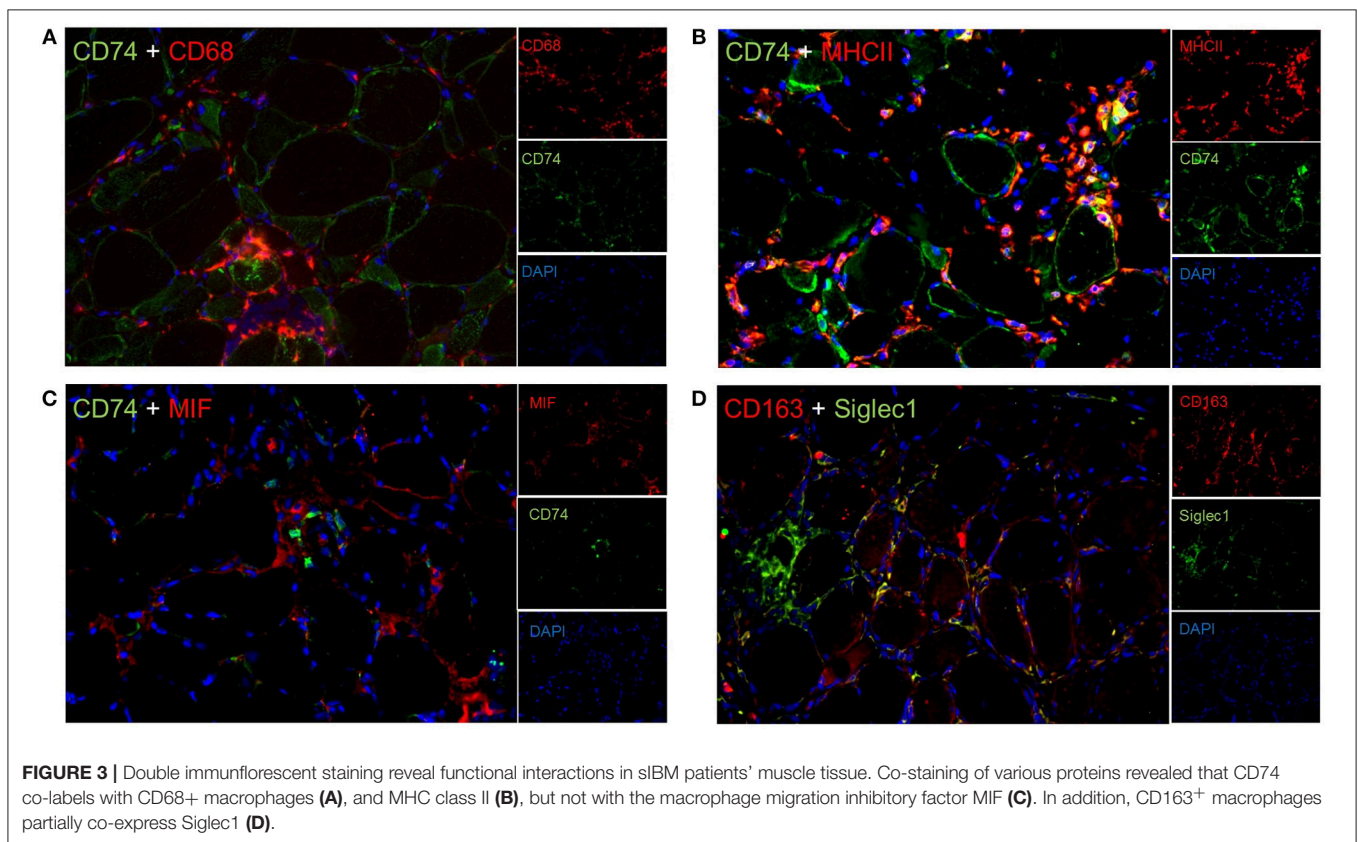 A
CD74 + CD68
CD68
CD74
DAPI
B
CD74 + MHCII
MHCII
CD74
DAPI
C
CD74 + MIF
MIF
CD74
DAPI
D
CD163 + Siglec1
CD163
Siglec1
DAPI
FIGURE 3 | Double immunflorescent staining reveal functional interactions in sIBM patients' muscle tissue. Co-staining of various proteins revealed that CD74
co-labels with CD68+ macrophages (A), and MHC class II (B), but not with the macrophage migration inhibitory factor MIF (C). In addition, CD163⁺ macrophages
partially co-express Siglec1 (D).